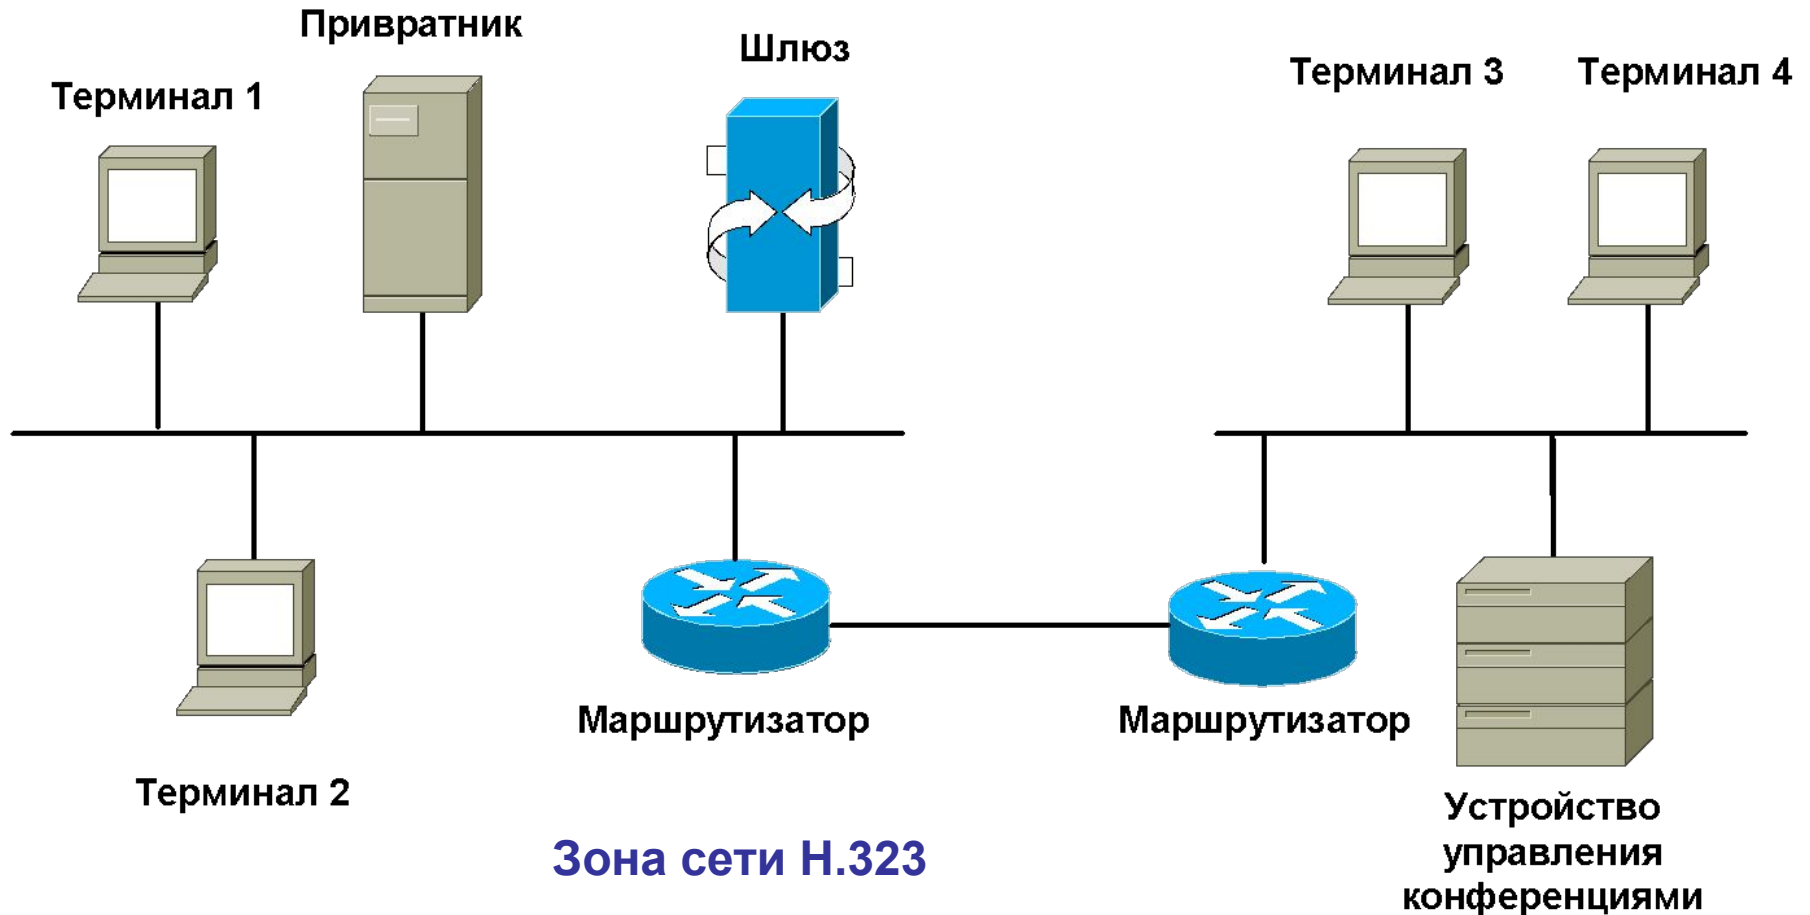 Привратник
Шлюз
Терминал 1
Терминал 3
Терминал 4
Маршрутизатор
Маршрутизатор
Терминал 2
Устройство
управления
конференциями
Зона сети H.323